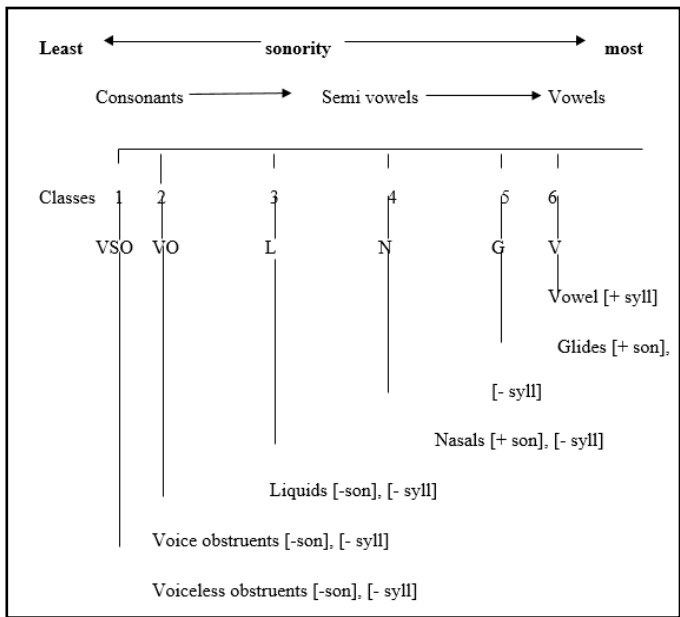 Least sonority most
Consonants Semi vowels Vowels
Classes 1 2 3 4 5 6
VSO VO L N G V
Vowel [+ syll]
Glides [+ son],
[- syll]
Nasals [+ son], [- syll]
Liquids [-son], [- syll]
Voice obstruents [-son], [- syll]
Voiceless obstruents [-son], [- syll]